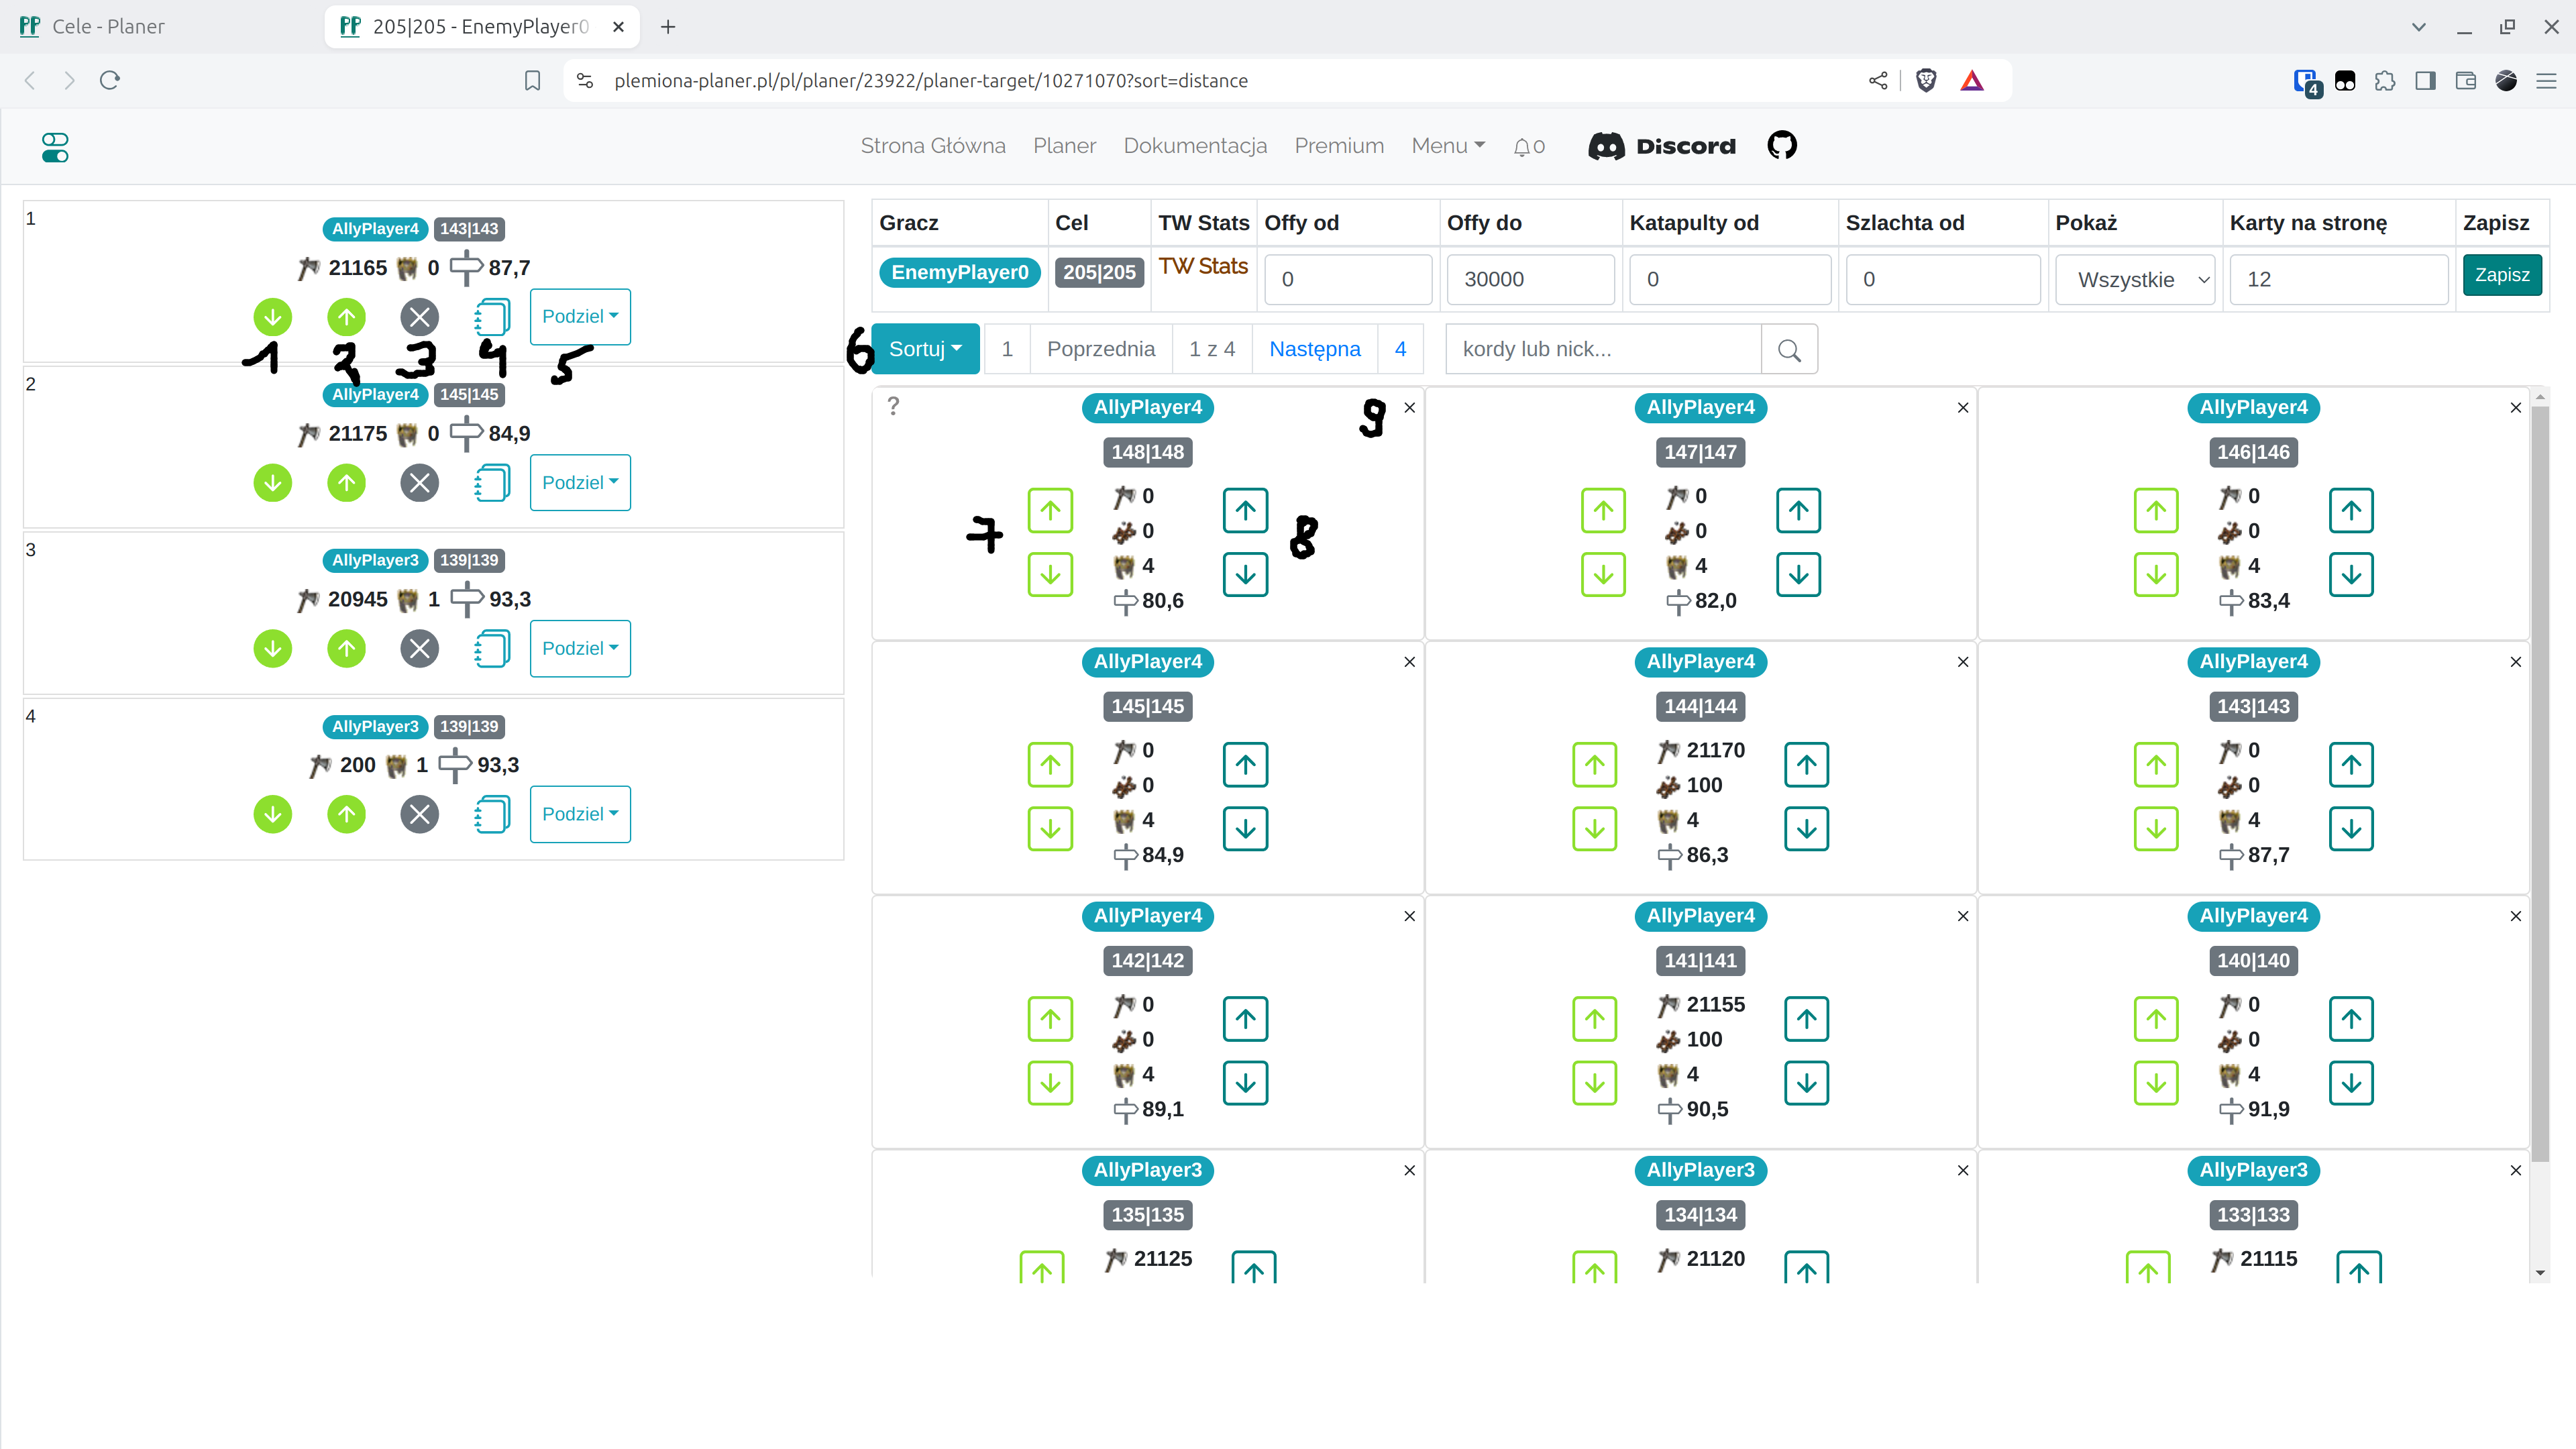 Cele - Planer
205|205 - EnemyPlayer0
plemiona-planer.pl/pl/planer/23922/planer-target/10271070?sort=distance
4
Strona Główna Planer Dokumentacja Premium Menu 0 Discord
1
AllyPlayer4 143|143
21165 0 87,7
Podziel
1 2 3 4 5
2
AllyPlayer4 145|145
21175 0 84,9
Podziel
3
AllyPlayer3 139|139
20945 1 93,3
Podziel
4
AllyPlayer3 139|139
200 1 93,3
Podziel
Gracz Cel TW Stats Offy od Offy do Katapulty od Szlachta od Pokaż Karty na stronę Zapisz
EnemyPlayer0 205|205 TW Stats 0 30000 0 0 Wszystkie 12 Zapisz
6 Sortuj 1 Poprzednia 1 z 4 Następna 4 kordy lub nick...
? AllyPlayer4 9 ×
148|148
0
0
7 8
4
80,6
AllyPlayer4 ×
147|147
0
0
4
82,0
AllyPlayer4 ×
146|146
0
0
4
83,4
AllyPlayer4 ×
145|145
0
0
4
84,9
AllyPlayer4 ×
144|144
21170
100
4
86,3
AllyPlayer4 ×
143|143
0
0
4
87,7
AllyPlayer4 ×
142|142
0
0
4
89,1
AllyPlayer4 ×
141|141
21155
100
4
90,5
AllyPlayer4 ×
140|140
0
0
4
91,9
AllyPlayer3 ×
135|135
21125
AllyPlayer3 ×
134|134
21120
AllyPlayer3 ×
133|133
21115